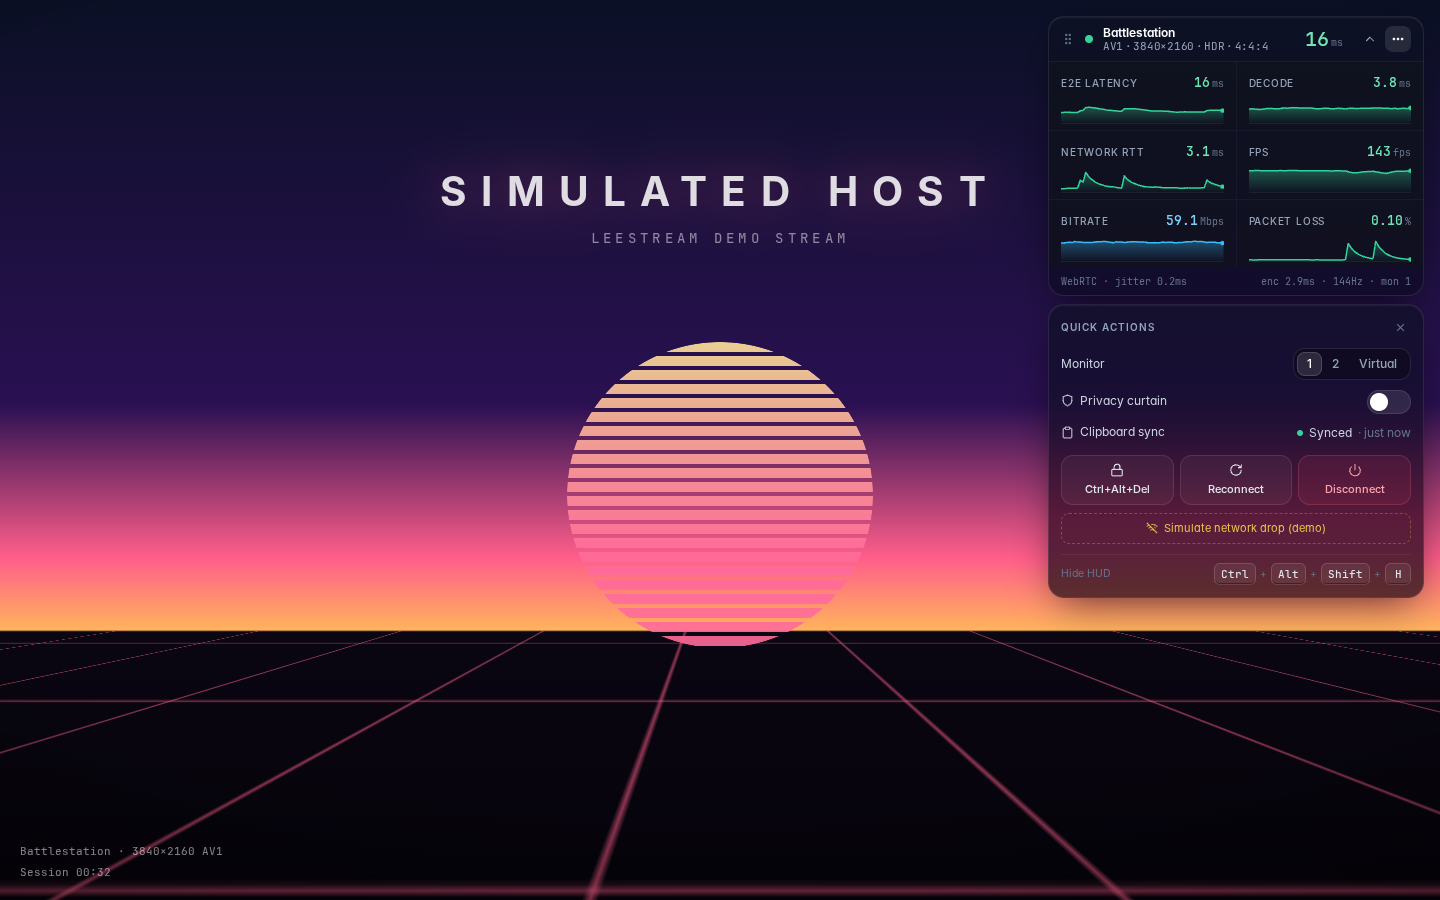 Battlestation
AV1 · 3840×2160 · HDR · 4:4:4
16 ms
E2E LATENCY 16 ms
DECODE 3.8 ms
NETWORK RTT 3.1 ms
FPS 143 fps
BITRATE 59.1 Mbps
PACKET LOSS 0.10 %
WebRTC · jitter 0.2ms
enc 2.9ms · 144Hz · mon 1
SIMULATED HOST
LEESTREAM DEMO STREAM
QUICK ACTIONS
Monitor 1 2 Virtual
Privacy curtain
Clipboard sync Synced · just now
Ctrl+Alt+Del Reconnect Disconnect
Simulate network drop (demo)
Hide HUD Ctrl + Alt + Shift + H
Battlestation · 3840×2160 AV1
Session 00:32